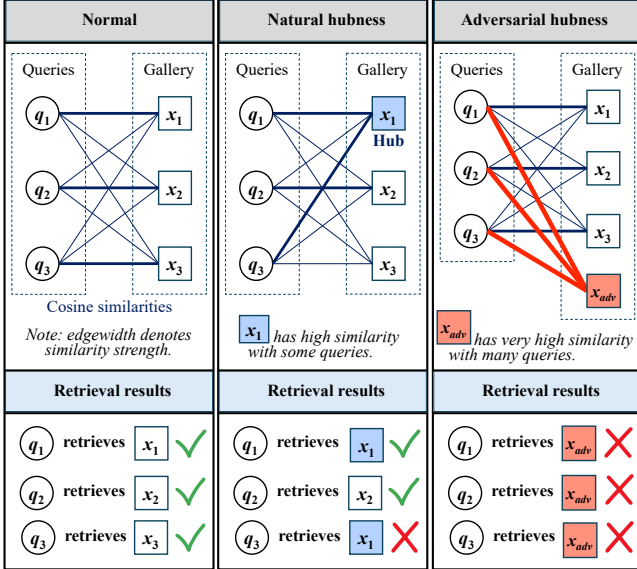 Normal
Queries
Gallery
q1
x1
q2
x2
q3
x3
Cosine similarities
Note: edgewidth denotes
similarity strength.
Retrieval results
q1 retrieves x1
q2 retrieves x2
q3 retrieves x3
Natural hubness
Queries
Gallery
q1
x1
Hub
q2
x2
q3
x3
x1 has high similarity
with some queries.
Retrieval results
q1 retrieves x1
q2 retrieves x2
q3 retrieves x1
Adversarial hubness
Queries
Gallery
q1
x1
q2
x2
q3
x3
xadv
xadv has very high similarity
with many queries.
Retrieval results
q1 retrieves xadv
q2 retrieves xadv
q3 retrieves xadv